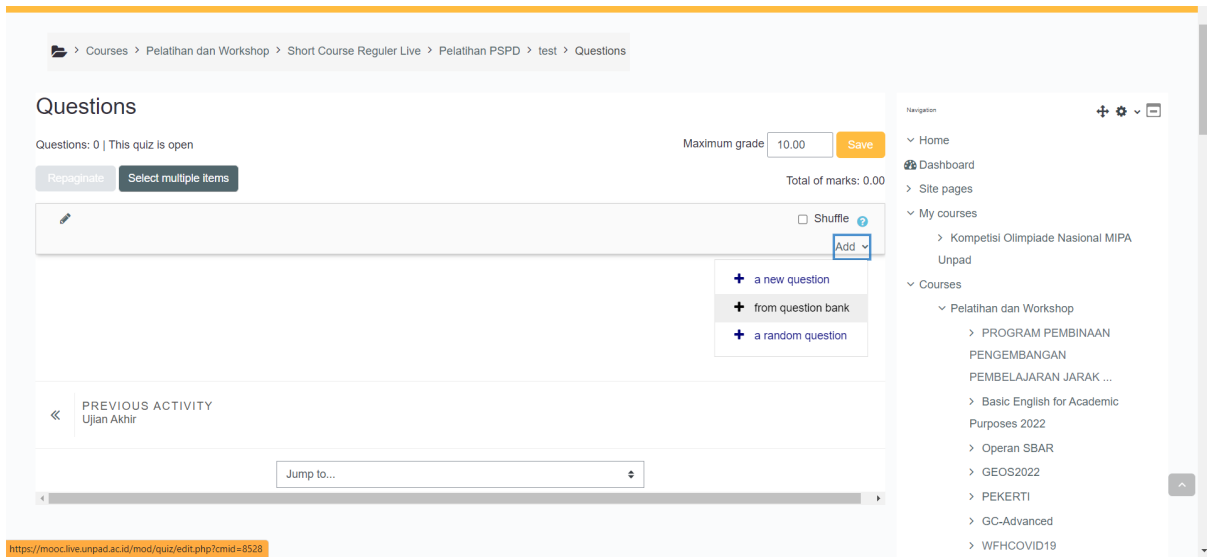 Courses > Pelatihan dan Workshop > Short Course Reguler Live > Pelatihan PSPD > test > Questions
Questions
Questions: 0 | This quiz is open
Maximum grade 10.00 Save
Repaginate Select multiple items
Total of marks: 0.00
Shuffle
Add
a new question
from question bank
a random question
PREVIOUS ACTIVITY
Ujian Akhir
Jump to...
Navigation
Home
Dashboard
Site pages
My courses
Kompetisi Olimpiade Nasional MIPA
Unpad
Courses
Pelatihan dan Workshop
PROGRAM PEMBINAAN
PENGEMBANGAN
PEMBELAJARAN JARAK ...
Basic English for Academic
Purposes 2022
Operan SBAR
GEOS2022
PEKERTI
GC-Advanced
WFHCOVID19
https://mooc.live.unpad.ac.id/mod/quiz/edit.php?cmid=8528